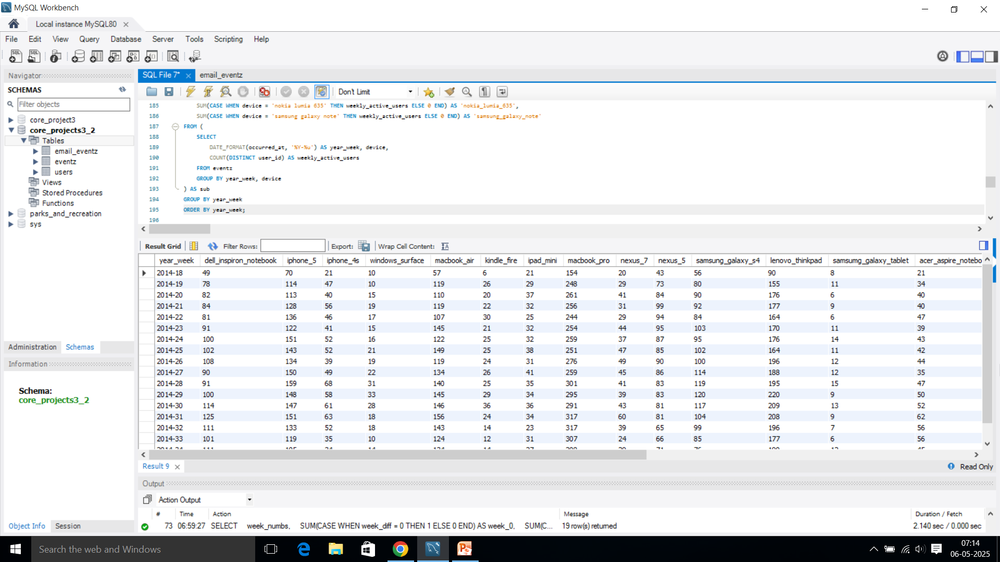 MySQL Workbench
Local instance MySQL80
File Edit View Query Database Server Tools Scripting Help
Navigator
SCHEMAS
Filter objects
core_project3
core_projects3_2
Tables
email_eventz
eventz
users
Views
Stored Procedures
Functions
parks_and_recreation
sys
Administration Schemas
Information
Schema:
core_projects3_2
Object Info Session
SQL File 7* email_eventz
Don't Limit
185 SUM(CASE WHEN device = 'nokia lumia 635' THEN weekly_active_users ELSE 0 END) AS 'nokia_lumia_635',
186 SUM(CASE WHEN device = 'samsung galaxy note' THEN weekly_active_users ELSE 0 END) AS 'samsung_galaxy_note'
187 FROM (
188 SELECT
189 DATE_FORMAT(occurred_at, '%Y-%u') AS year_week, device,
190 COUNT(DISTINCT user_id) AS weekly_active_users
191 FROM eventz
192 GROUP BY year_week, device
193 ) AS sub
194 GROUP BY year_week
195 ORDER BY year_week;
196
Result Grid Filter Rows: Export: Wrap Cell Content:
year_week dell_inspiron_notebook iphone_5 iphone_4s windows_surface macbook_air kindle_fire ipad_mini macbook_pro nexus_7 nexus_5 samsung_galaxy_s4 lenovo_thinkpad samsumg_galaxy_tablet acer_aspire_notebo
2014-18 49 70 21 10 57 6 21 154 20 43 56 90 8 21
2014-19 78 114 47 10 119 26 29 248 29 73 80 155 11 34
2014-20 82 113 40 15 110 20 37 261 41 84 90 176 6 40
2014-21 84 128 56 19 119 22 32 256 31 99 92 177 9 40
2014-22 81 136 46 17 107 30 25 244 29 94 84 164 6 47
2014-23 91 122 41 15 145 21 32 254 44 95 103 170 11 39
2014-24 100 151 52 16 122 25 32 259 37 87 95 176 14 43
2014-25 102 143 52 21 149 25 38 251 47 85 102 164 11 42
2014-26 108 134 39 19 119 24 31 276 49 90 100 196 12 44
2014-27 90 150 49 22 134 26 41 259 45 86 114 188 12 35
2014-28 91 159 68 31 140 25 35 301 41 83 119 195 15 47
2014-29 100 148 58 33 145 29 34 295 39 83 120 220 9 50
2014-30 114 147 61 28 146 36 36 291 43 81 117 209 13 52
2014-31 125 151 63 18 156 24 34 317 60 81 104 208 9 62
2014-32 111 133 52 18 143 14 23 317 39 65 99 196 7 56
2014-33 101 119 35 10 124 12 31 307 24 66 85 177 6 56
Result 9
Read Only
Output
Action Output
# Time Action Message Duration / Fetch
73 06:59:27 SELECT week_numbs, SUM(CASE WHEN week_diff = 0 THEN 1 ELSE 0 END) AS week_0, SUM(C... 19 row(s) returned 2.140 sec / 0.000 sec
Search the web and Windows
07:14
06-05-2025